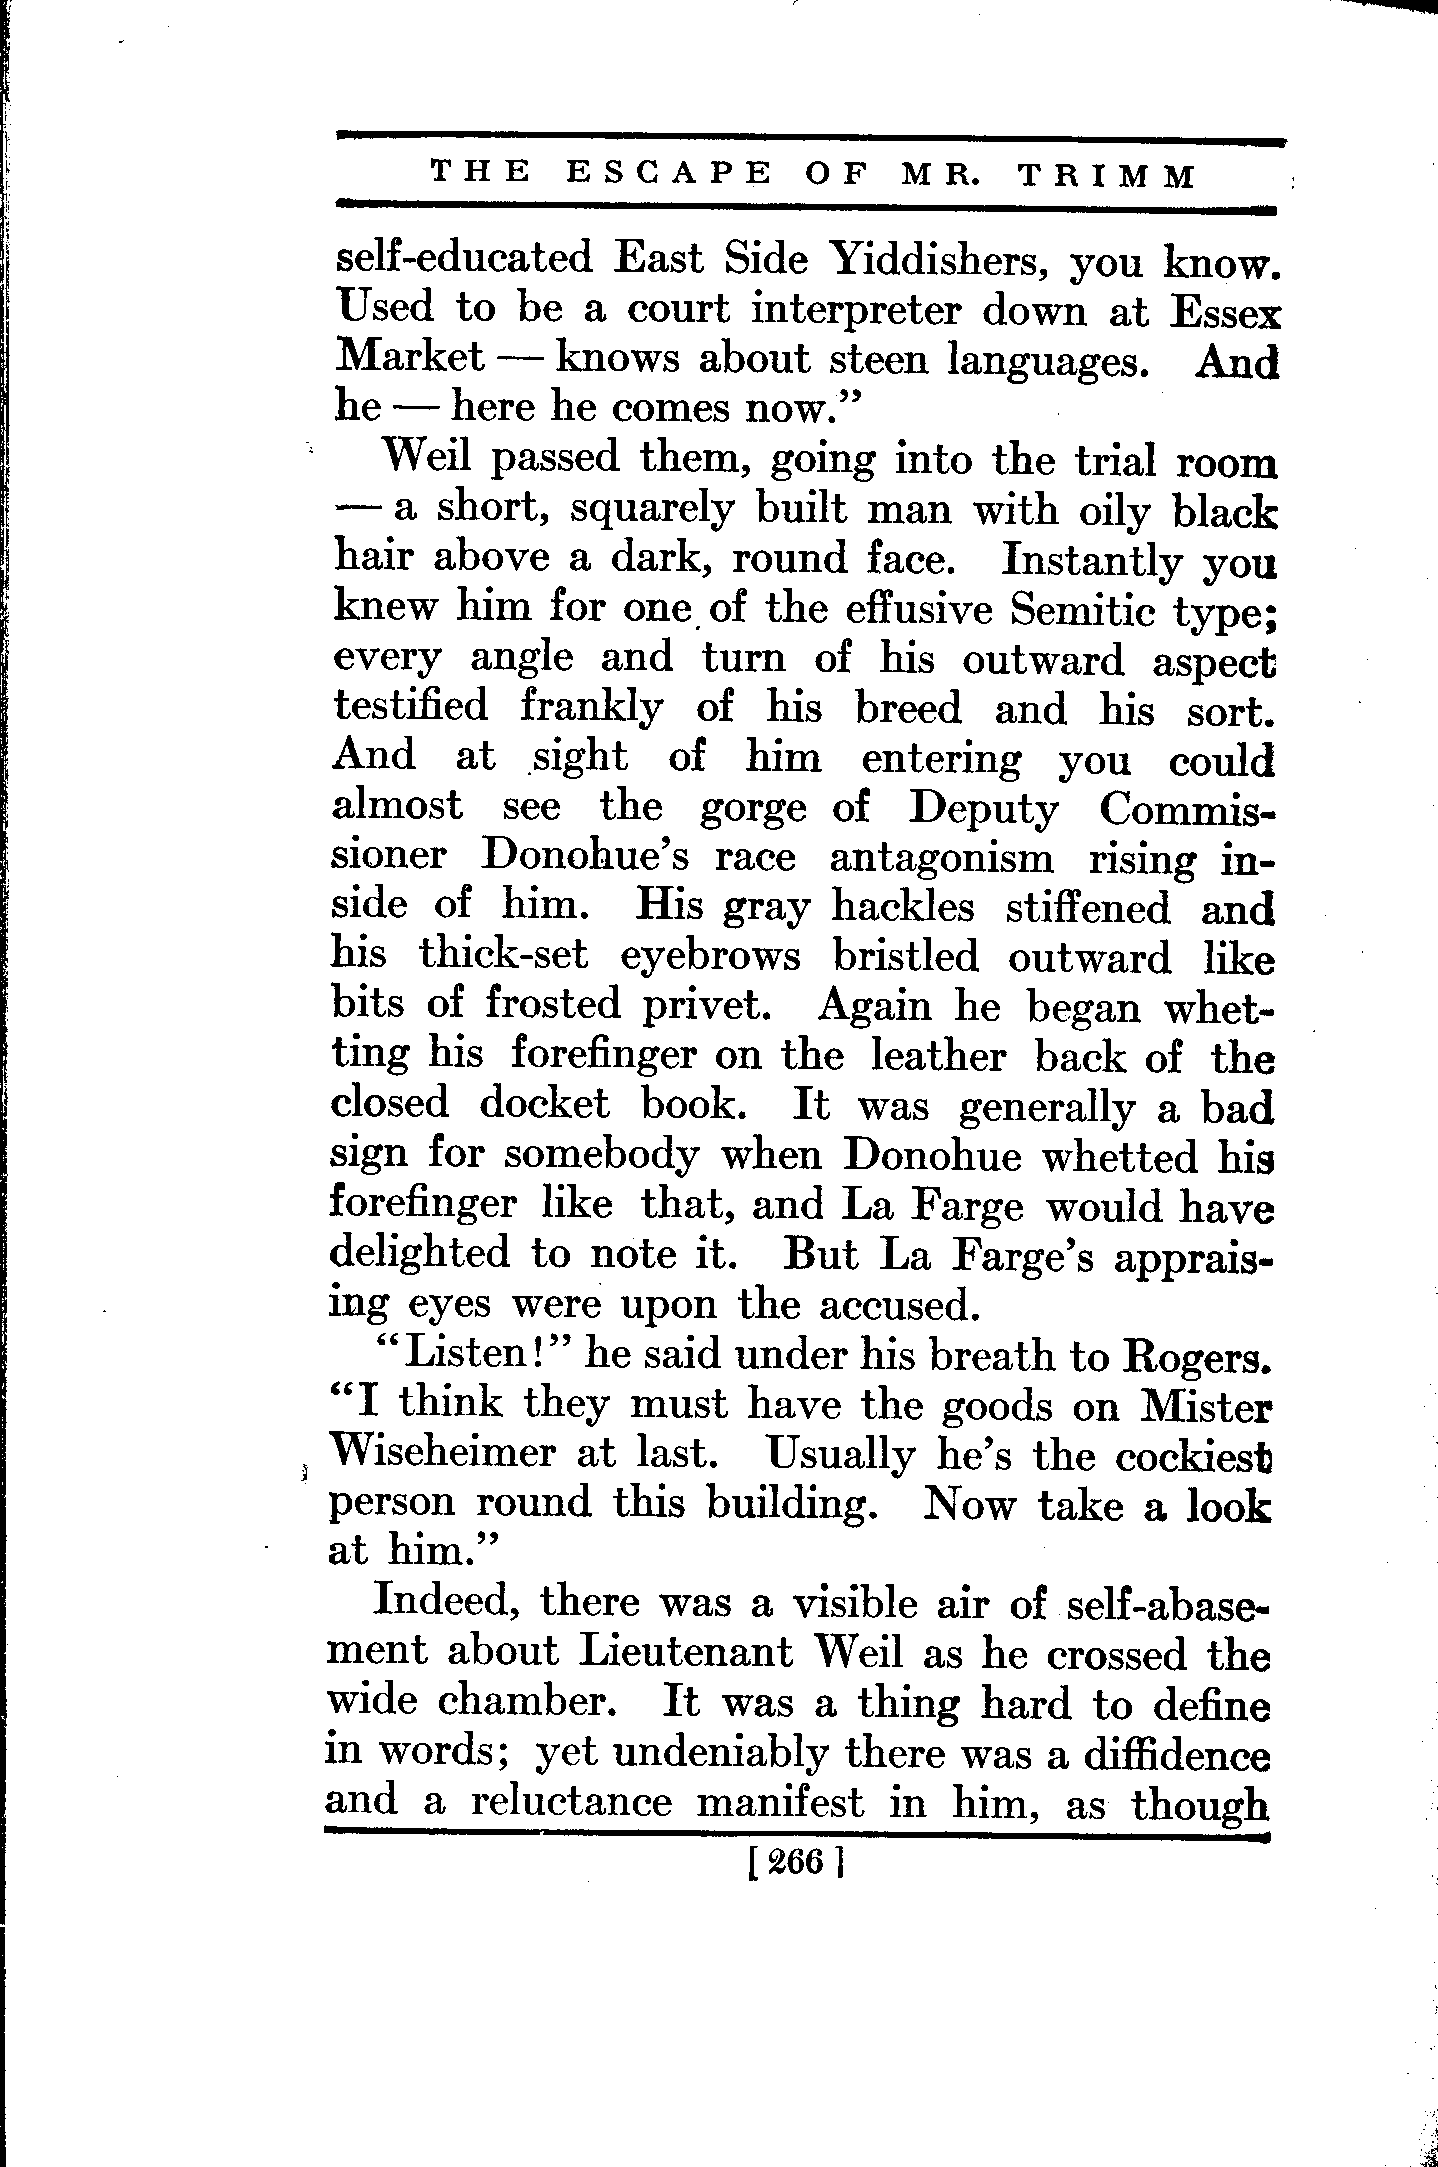 THE ESCAPE OF MR. TRIMM
self-educated East Side Yiddishers, you know.
Used to be a court interpreter down at Essex
Market — knows about steen languages. And
he — here he comes now.”
Weil passed them, going into the trial room
— a short, squarely built man with oily black
hair above a dark, round face. Instantly you
knew him for one of the effusive Semitic type;
every angle and turn of his outward aspect
testified frankly of his breed and his sort.
And at sight of him entering you could
almost see the gorge of Deputy Commis-
sioner Donohue’s race antagonism rising in-
side of him. His gray hackles stiffened and
his thick-set eyebrows bristled outward like
bits of frosted privet. Again he began whet-
ting his forefinger on the leather back of the
closed docket book. It was generally a bad
sign for somebody when Donohue whetted his
forefinger like that, and La Farge would have
delighted to note it. But La Farge’s apprais-
ing eyes were upon the accused.
“Listen!” he said under his breath to Rogers.
“I think they must have the goods on Mister
Wiseheimer at last. Usually he’s the cockiest
person round this building. Now take a look
at him.”
Indeed, there was a visible air of self-abase-
ment about Lieutenant Weil as he crossed the
wide chamber. It was a thing hard to define
in words; yet undeniably there was a diffidence
and a reluctance manifest in him, as though
[ 266 ]